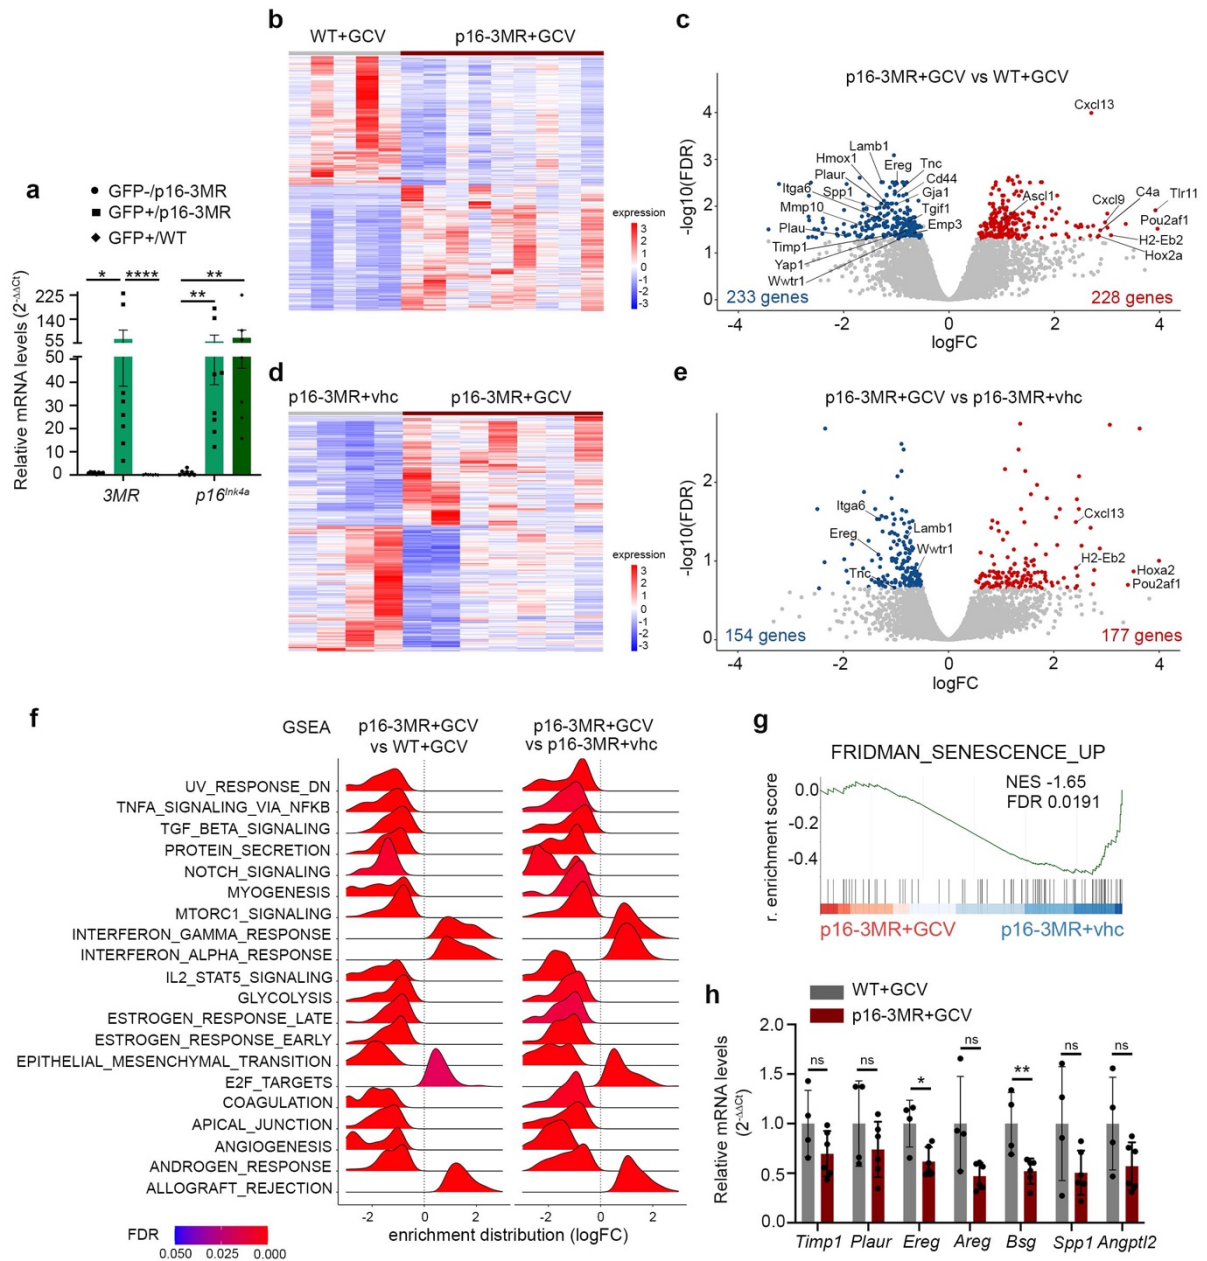 a
GFP-/p16-3MR
GFP+/p16-3MR
GFP+/WT
Relative mRNA levels (2^-ΔΔCt)
* **** ** **
225
140
55
50
40
30
20
10
0
3MR p16^Ink4a
b
WT+GCV p16-3MR+GCV
expression
3
2
1
0
-1
-2
-3
c
p16-3MR+GCV vs WT+GCV
-log10(FDR)
4
3
2
1
0
Cxcl13
Lamb1
Hmox1
Ereg
Tnc
Plaur
Cd44
Itga6
Spp1
Gja1
Mmp10
Tgif1
Plau
Emp3
Timp1
Yap1
Wwtr1
Ascl1
Cxcl9
C4a
Tlr11
Pou2af1
H2-Eb2
Hox2a
233 genes
228 genes
-4 -2 0 2 4
logFC
d
p16-3MR+vhc p16-3MR+GCV
expression
3
2
1
0
-1
-2
-3
e
p16-3MR+GCV vs p16-3MR+vhc
-log10(FDR)
2
1
0
Itga6
Ereg
Lamb1
Wwtr1
Tnc
Cxcl13
H2-Eb2
Hoxa2
Pou2af1
154 genes
177 genes
-4 -2 0 2 4
logFC
f
GSEA
p16-3MR+GCV
vs WT+GCV
p16-3MR+GCV
vs p16-3MR+vhc
UV_RESPONSE_DN
TNFA_SIGNALING_VIA_NFKB
TGF_BETA_SIGNALING
PROTEIN_SECRETION
NOTCH_SIGNALING
MYOGENESIS
MTORC1_SIGNALING
INTERFERON_GAMMA_RESPONSE
INTERFERON_ALPHA_RESPONSE
IL2_STAT5_SIGNALING
GLYCOLYSIS
ESTROGEN_RESPONSE_LATE
ESTROGEN_RESPONSE_EARLY
EPITHELIAL_MESENCHYMAL_TRANSITION
E2F_TARGETS
COAGULATION
APICAL_JUNCTION
ANGIOGENESIS
ANDROGEN_RESPONSE
ALLOGRAFT_REJECTION
-2 0 2 -2 0 2
enrichment distribution (logFC)
FDR
0.050 0.025 0.000
g
FRIDMAN_SENESCENCE_UP
NES -1.65
FDR 0.0191
r. enrichment score
0.0
-0.2
-0.4
p16-3MR+GCV p16-3MR+vhc
h
WT+GCV
p16-3MR+GCV
Relative mRNA levels
(2^-ΔΔCt)
2.0
1.5
1.0
0.5
0.0
ns ns * ns ** ns ns
Timp1 Plaur Ereg Areg Bsg Spp1 Angptl2